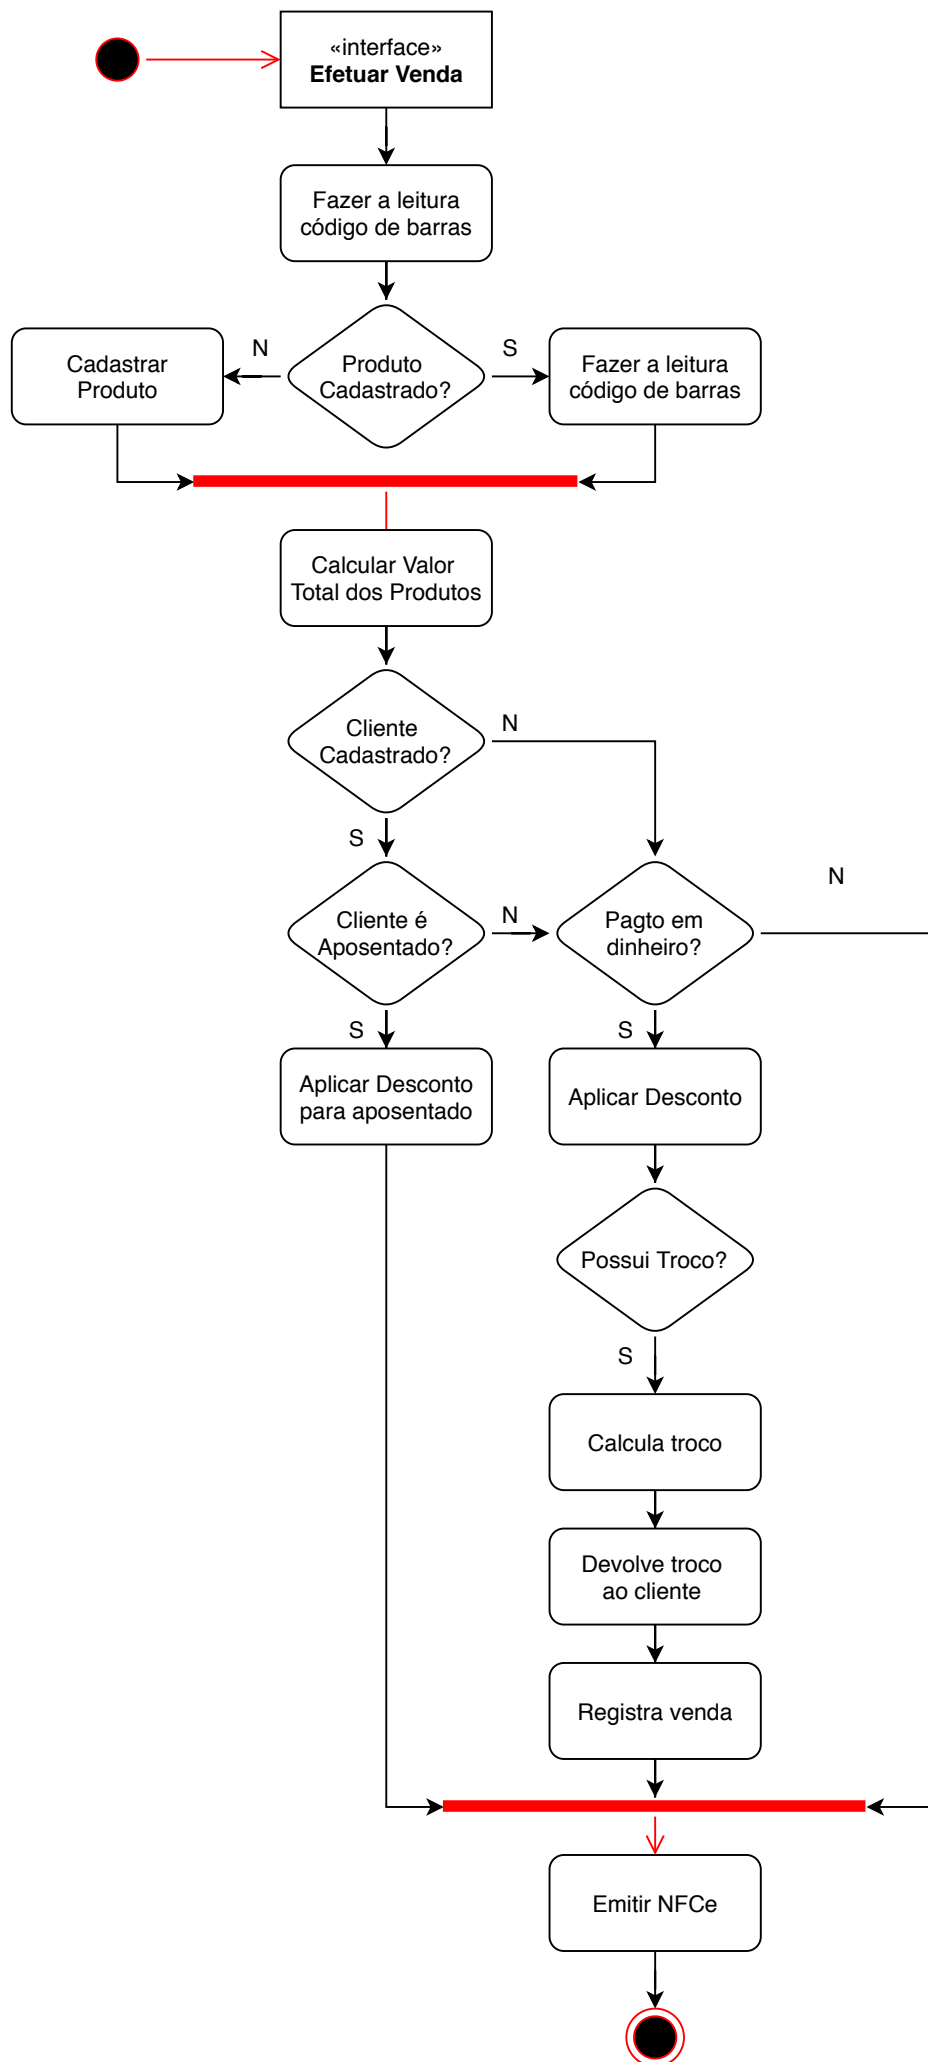 «interface»
Efetuar Venda
Fazer a leitura
código de barras
Cadastrar
Produto
N
Produto
Cadastrado?
S
Fazer a leitura
código de barras
Calcular Valor
Total dos Produtos
Cliente
Cadastrado?
N
S
Cliente é
Aposentado?
N
Pagto em
dinheiro?
N
S
S
Aplicar Desconto
para aposentado
Aplicar Desconto
Possui Troco?
S
Calcula troco
Devolve troco
ao cliente
Registra venda
Emitir NFCe